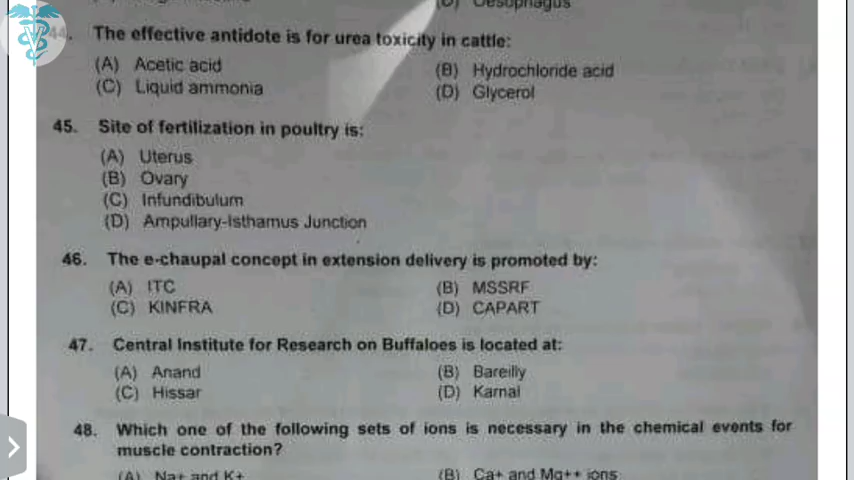 (D) Oesophagus
44. The effective antidote is for urea toxicity in cattle:
(A) Acetic acid (B) Hydrochloride acid
(C) Liquid ammonia (D) Glycerol
45. Site of fertilization in poultry is:
(A) Uterus
(B) Ovary
(C) Infundibulum
(D) Ampullary-Isthamus Junction
46. The e-chaupal concept in extension delivery is promoted by:
(A) ITC (B) MSSRF
(C) KINFRA (D) CAPART
47. Central Institute for Research on Buffaloes is located at:
(A) Anand (B) Bareilly
(C) Hissar (D) Karnal
48. Which one of the following sets of ions is necessary in the chemical events for
muscle contraction?
(A) Na+ and K+ (B) Ca+ and Mg++ ions